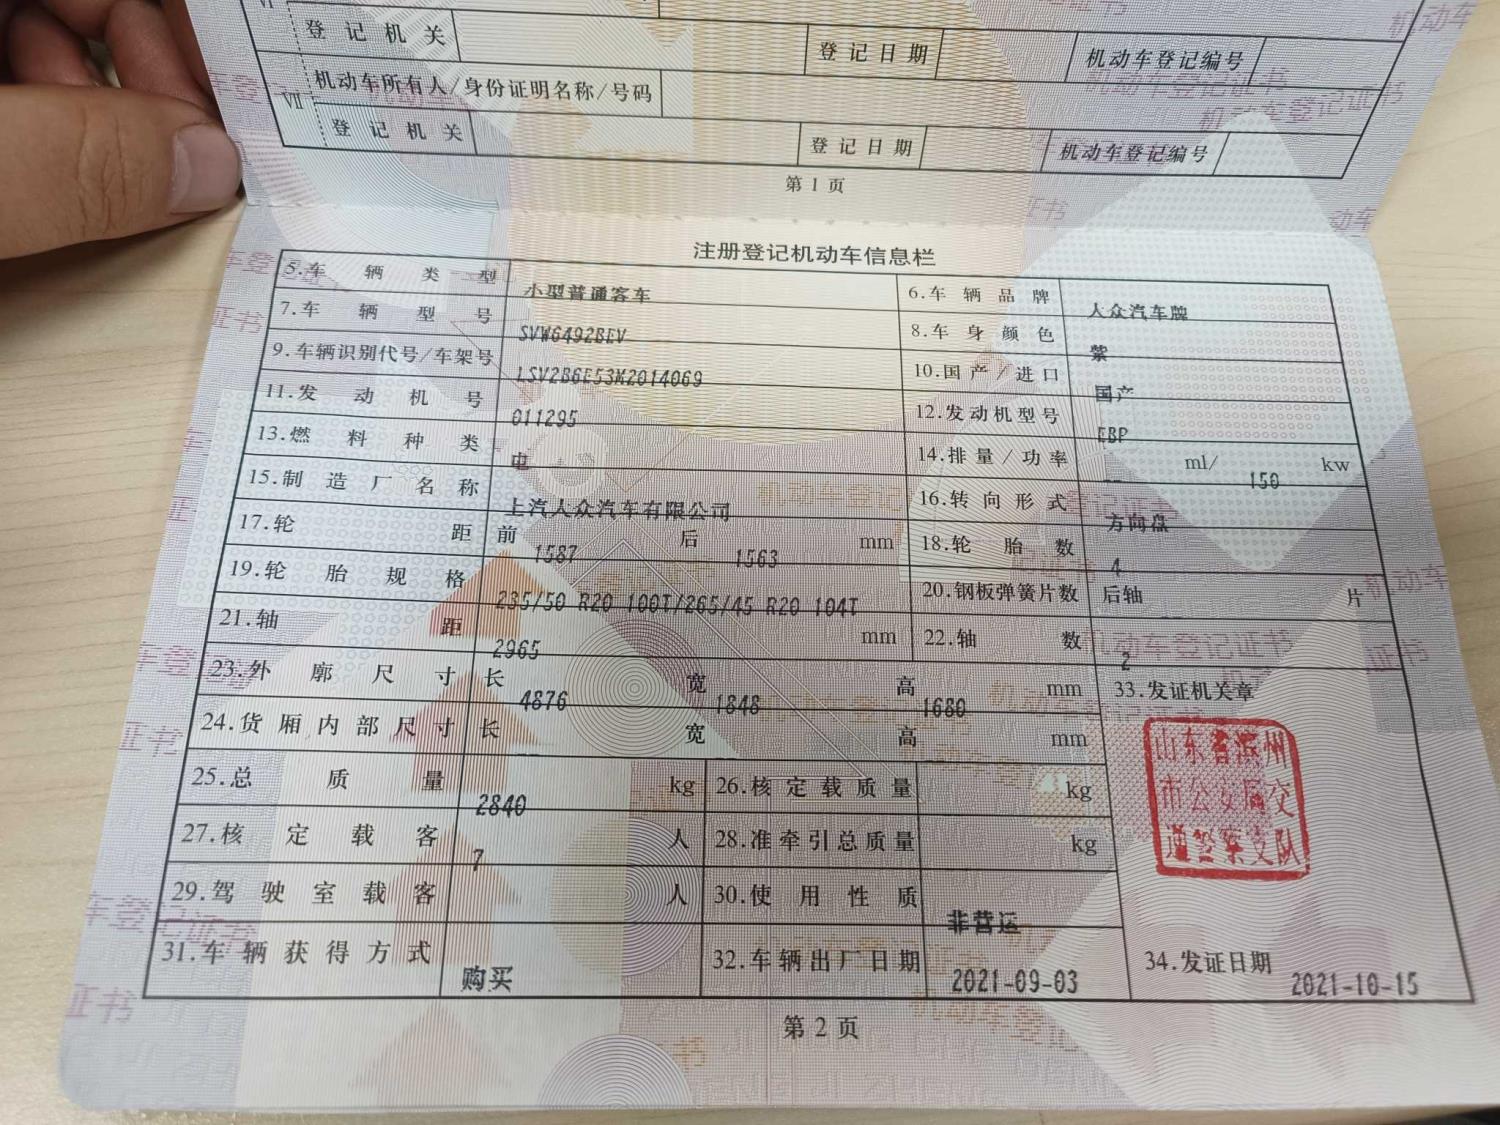 VI
登记机关 登记日期 机动车登记编号
VII 机动车所有人/身份证明名称/号码
登记机关 登记日期 机动车登记编号
第1页
注册登记机动车信息栏
5.车辆类型 小型普通客车 6.车辆品牌 大众汽车牌
7.车辆型号 SVW6492BEV 8.车身颜色 紫
9.车辆识别代号/车架号 LSV2B6E53M2014069 10.国产/进口 国产
11.发动机号 011295 12.发动机型号 EBP
13.燃料种类 电 14.排量/功率 -- ml/ 150 kw
15.制造厂名称 上汽大众汽车有限公司 16.转向形式 方向盘
17.轮距 前 1587 后 1563 mm 18.轮胎数 4
19.轮胎规格 235/50 R20 100T/265/45 R20 104T 20.钢板弹簧片数 后轴 片
21.轴距 2965 mm 22.轴数 2
23.外廓尺寸 长 4876 宽 1848 高 1680 mm 33.发证机关章
24.货厢内部尺寸 长 宽 高 mm
25.总质量 2840 kg 26.核定载质量 kg
27.核定载客 7 人 28.准牵引总质量 kg
29.驾驶室载客 人 30.使用性质 非营运
31.车辆获得方式 购买 32.车辆出厂日期 2021-09-03 34.发证日期 2021-10-15
山东省滨州
市公安局交
通警察支队
第2页